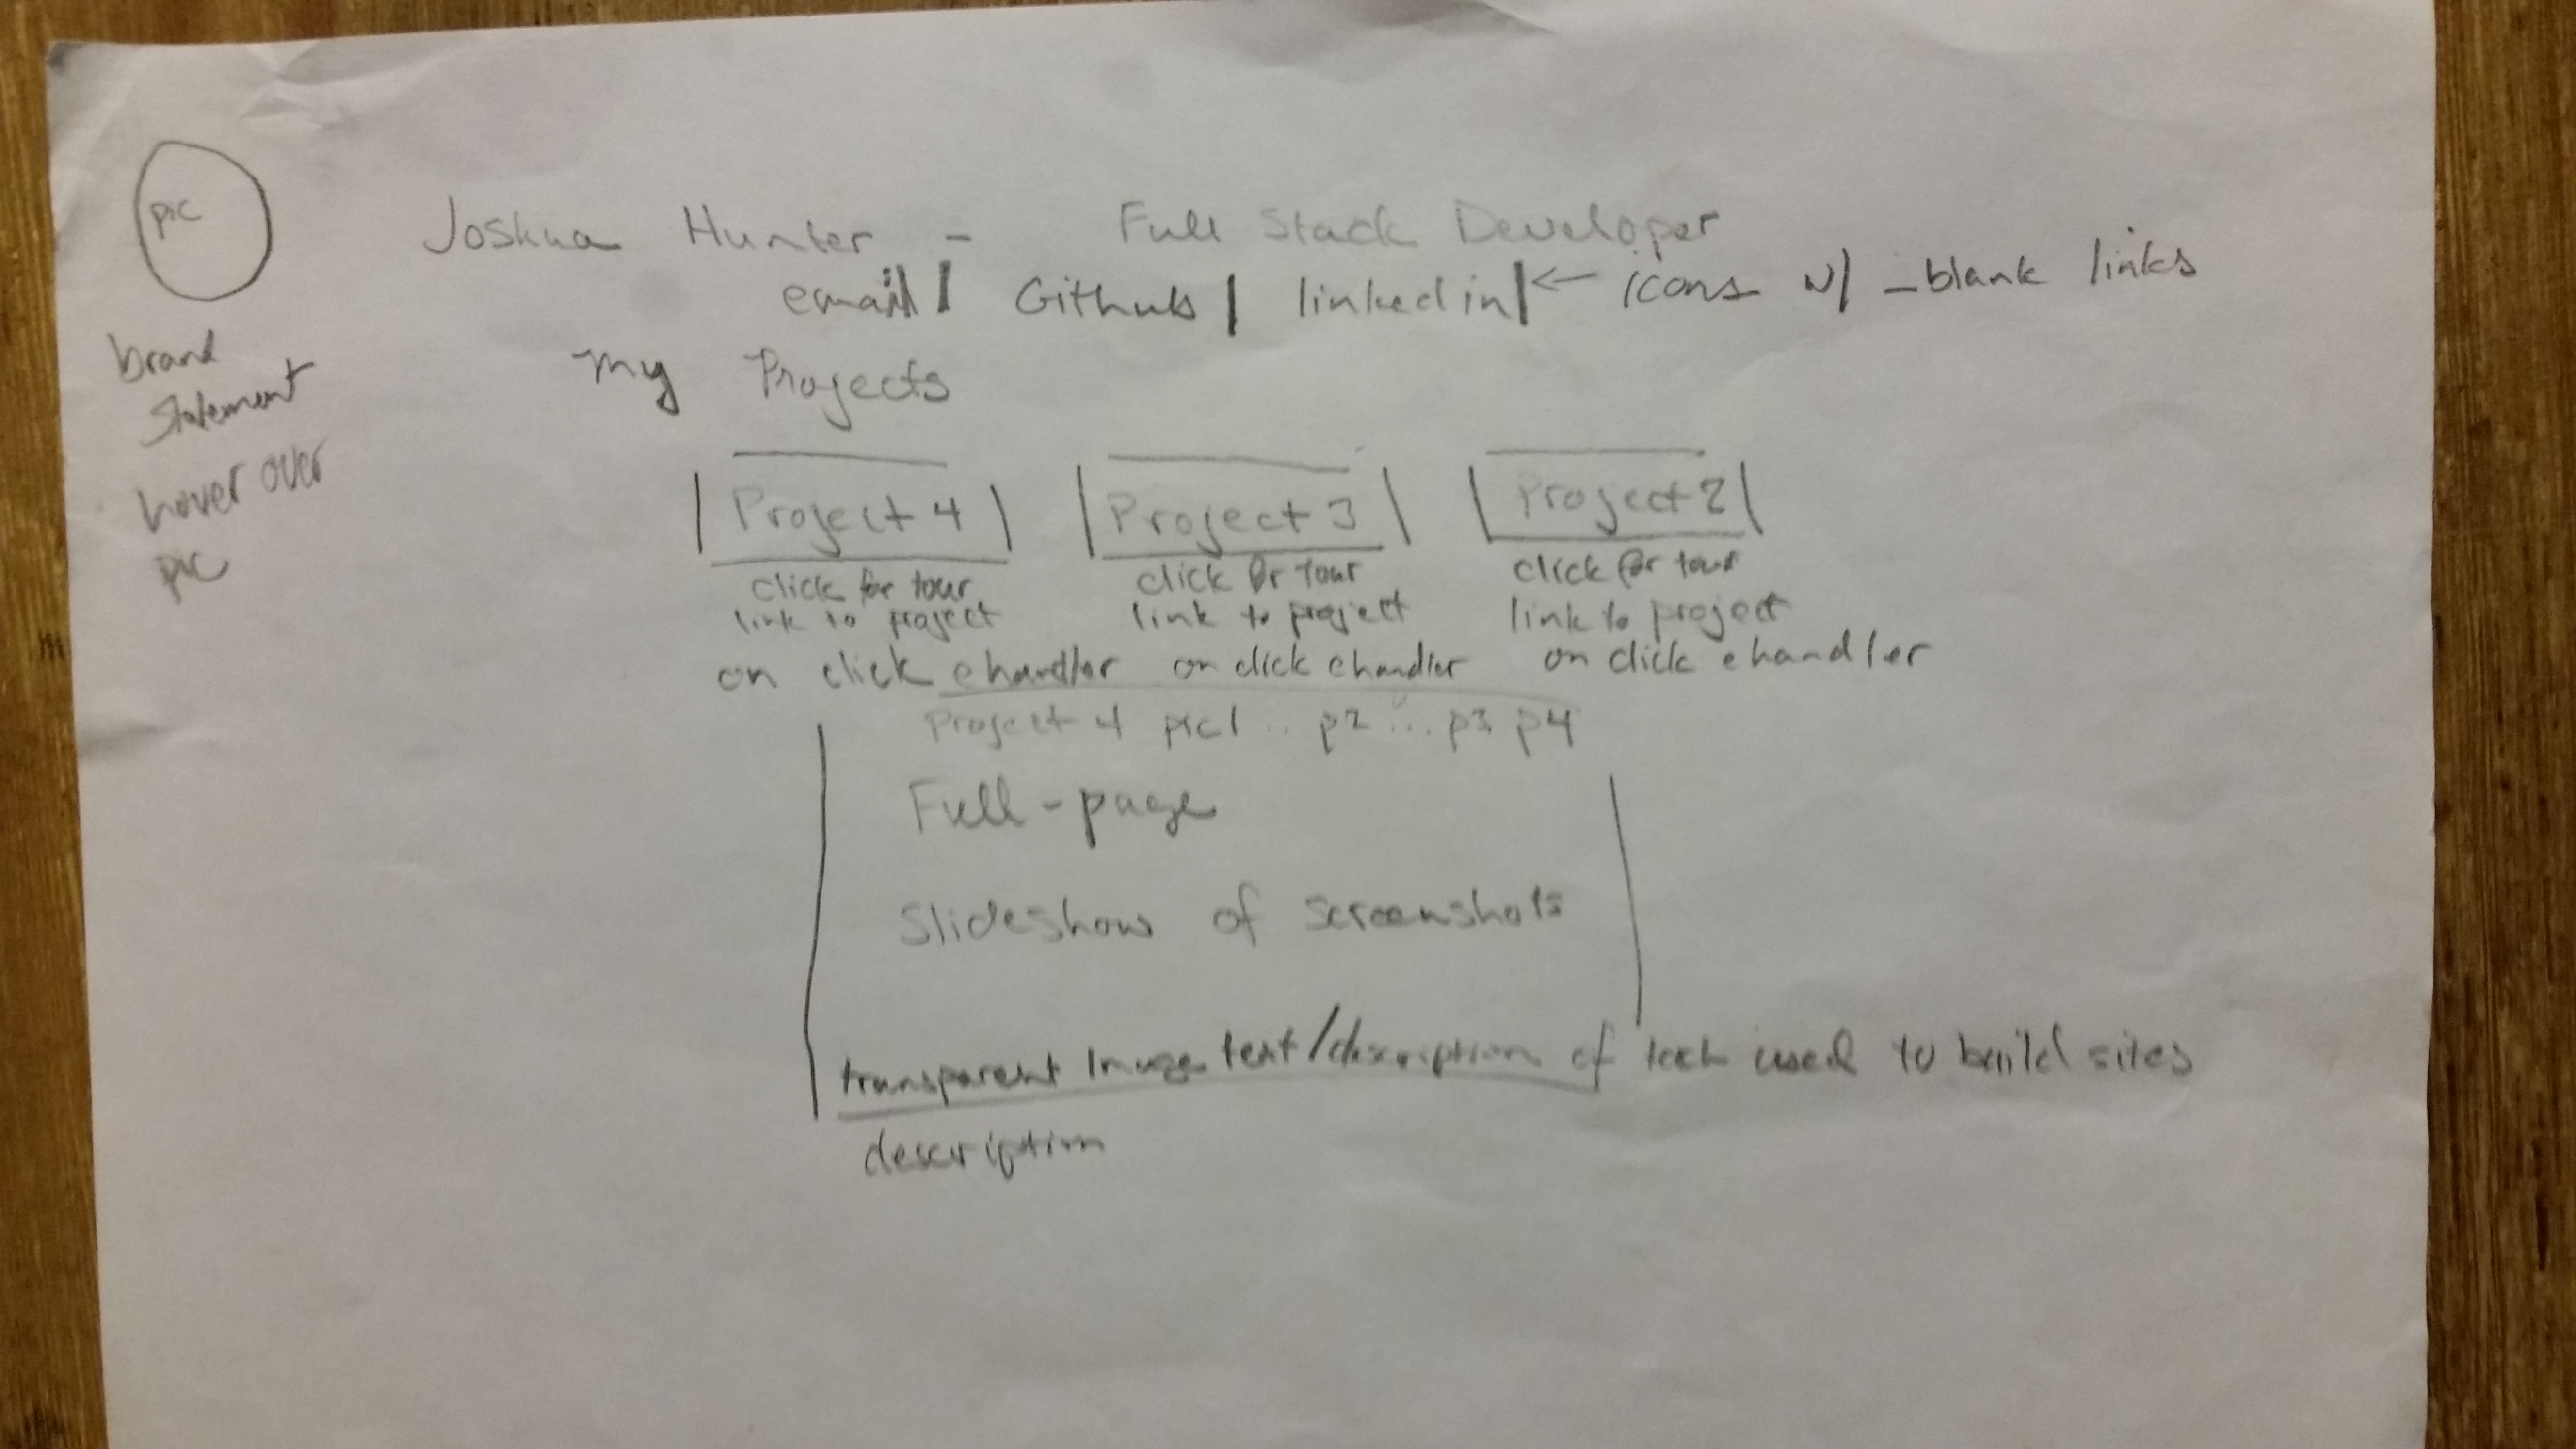 pic
Joshua Hunter - Full Stack Developer
email | Github | linkedin | ← icons w/ _blank links
brand
statement
hover over
pic
My Projects
Project 4 Project 3 Project 2
click for tour click for tour click for tour
link to project link to project link to project
on click ehandler on click ehandler on click ehandler
Project 4 pic1 .. p2 ... p3 p4
Full-page
Slideshow of screenshots
transparent Image text/description of tech used to build sites
description